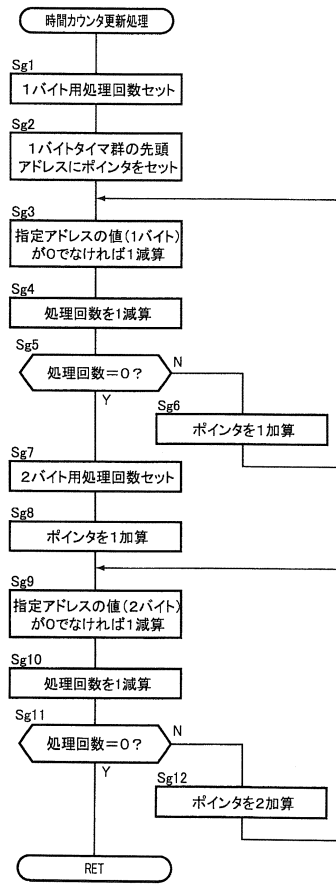 時間カウンタ更新処理
Sg1
1バイト用処理回数セット
Sg2
1バイトタイマ群の先頭
アドレスにポインタをセット
Sg3
指定アドレスの値(1バイト)
が0でなければ1減算
Sg4
処理回数を1減算
Sg5
処理回数=0?
N
Y
Sg6
ポインタを1加算
Sg7
2バイト用処理回数セット
Sg8
ポインタを1加算
Sg9
指定アドレスの値(2バイト)
が0でなければ1減算
Sg10
処理回数を1減算
Sg11
処理回数=0?
N
Y
Sg12
ポインタを2加算
RET